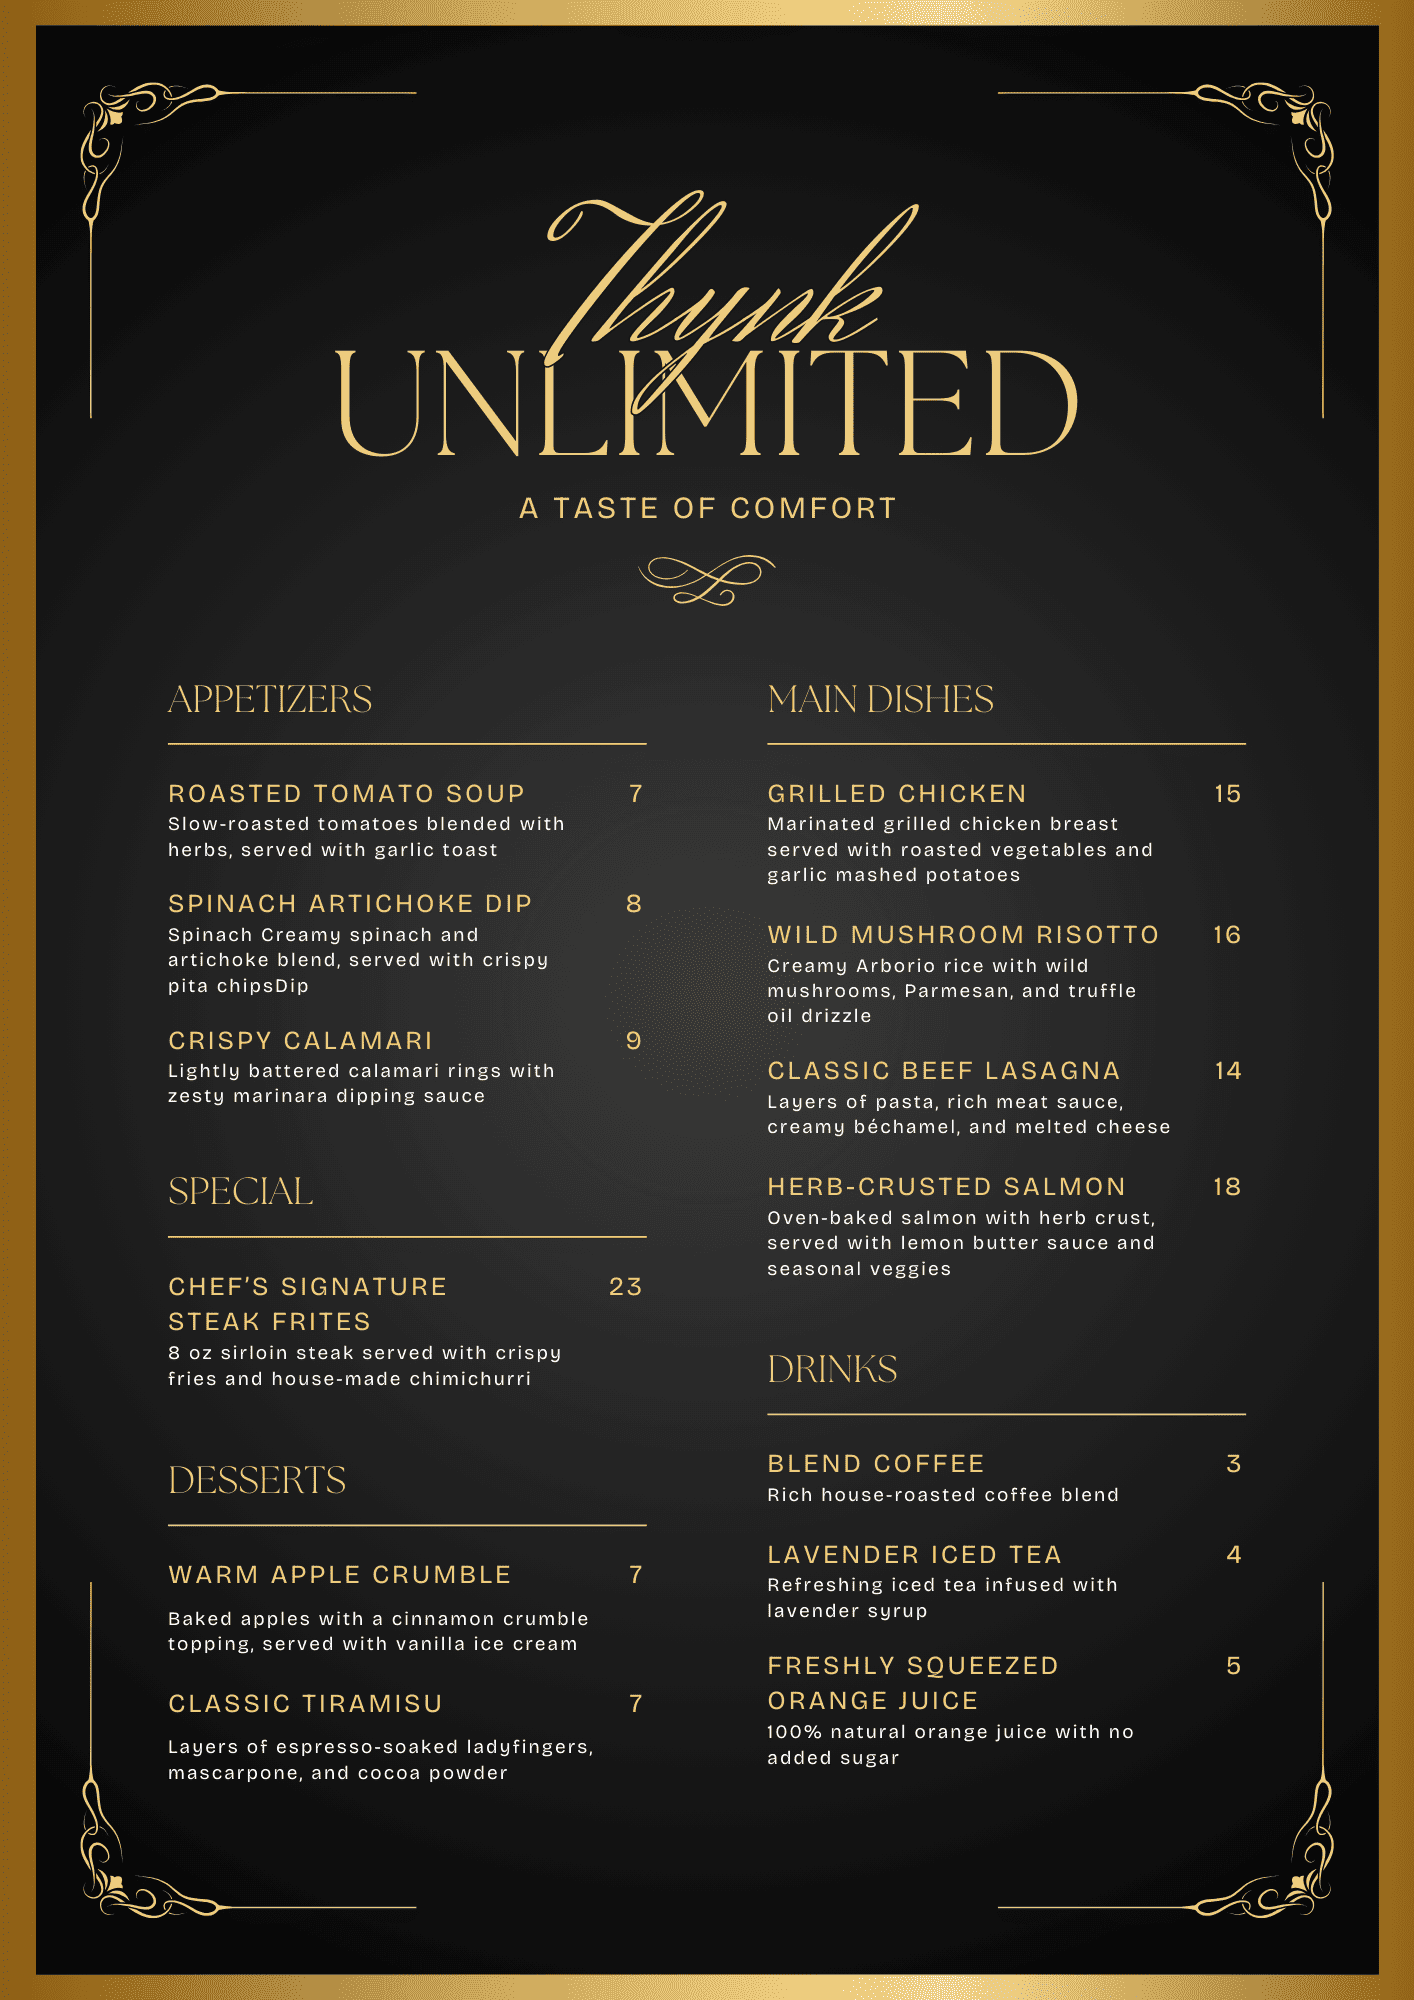 Thynk
UNLIMITED
A TASTE OF COMFORT
APPETIZERS
ROASTED TOMATO SOUP 7
Slow-roasted tomatoes blended with
herbs, served with garlic toast
SPINACH ARTICHOKE DIP 8
Spinach Creamy spinach and
artichoke blend, served with crispy
pita chipsDip
CRISPY CALAMARI 9
Lightly battered calamari rings with
zesty marinara dipping sauce
SPECIAL
CHEF'S SIGNATURE 23
STEAK FRITES
8 oz sirloin steak served with crispy
fries and house-made chimichurri
DESSERTS
WARM APPLE CRUMBLE 7
Baked apples with a cinnamon crumble
topping, served with vanilla ice cream
CLASSIC TIRAMISU 7
Layers of espresso-soaked ladyfingers,
mascarpone, and cocoa powder
MAIN DISHES
GRILLED CHICKEN 15
Marinated grilled chicken breast
served with roasted vegetables and
garlic mashed potatoes
WILD MUSHROOM RISOTTO 16
Creamy Arborio rice with wild
mushrooms, Parmesan, and truffle
oil drizzle
CLASSIC BEEF LASAGNA 14
Layers of pasta, rich meat sauce,
creamy béchamel, and melted cheese
HERB-CRUSTED SALMON 18
Oven-baked salmon with herb crust,
served with lemon butter sauce and
seasonal veggies
DRINKS
BLEND COFFEE 3
Rich house-roasted coffee blend
LAVENDER ICED TEA 4
Refreshing iced tea infused with
lavender syrup
FRESHLY SQUEEZED 5
ORANGE JUICE
100% natural orange juice with no
added sugar